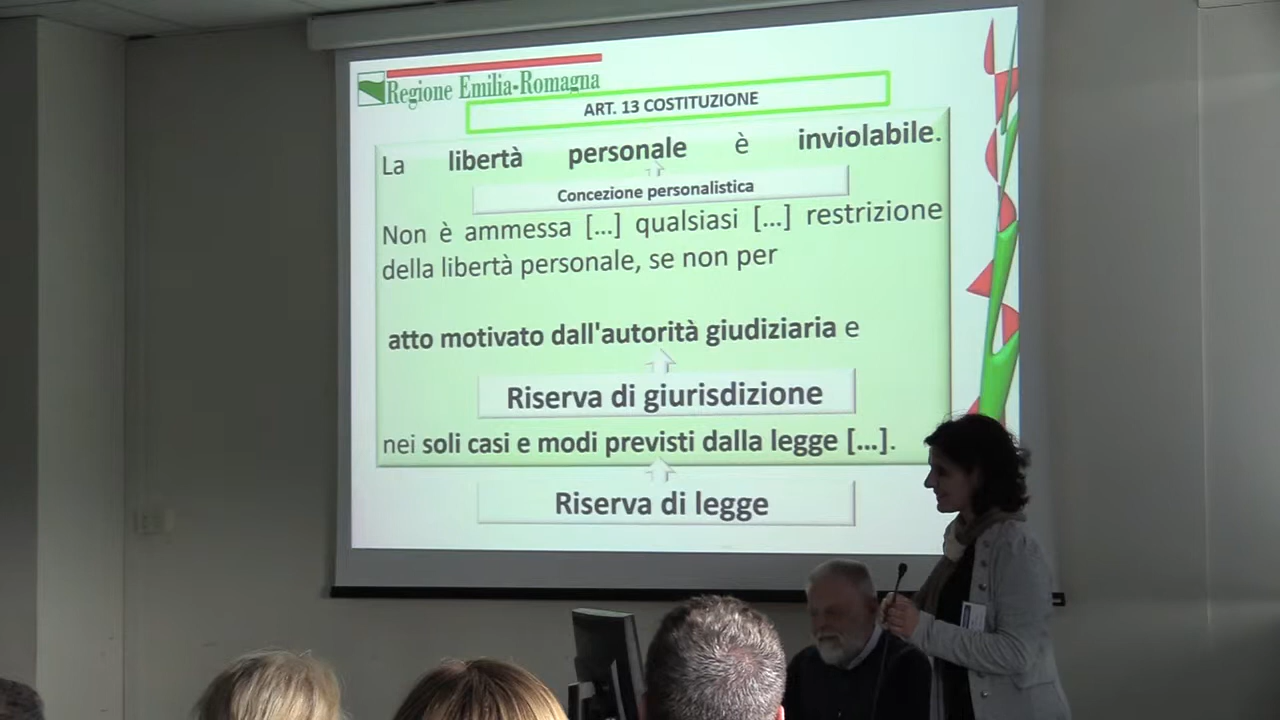 Regione Emilia-Romagna
ART. 13 COSTITUZIONE
La libertà personale è inviolabile.
Concezione personalistica
Non è ammessa [...] qualsiasi [...] restrizione
della libertà personale, se non per
atto motivato dall'autorità giudiziaria e
Riserva di giurisdizione
nei soli casi e modi previsti dalla legge [...].
Riserva di legge